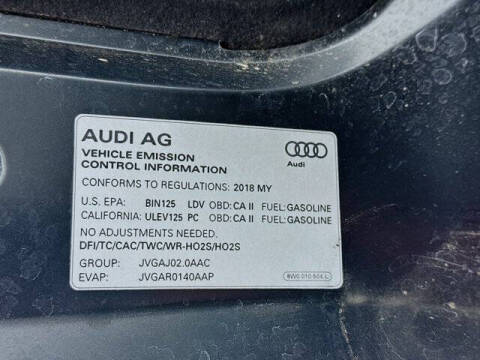 AUDI AG
Audi
VEHICLE EMISSION
CONTROL INFORMATION
CONFORMS TO REGULATIONS: 2018 MY
U.S. EPA: BIN125 LDV OBD: CA II FUEL: GASOLINE
CALIFORNIA: ULEV125 PC OBD: CA II FUEL: GASOLINE
NO ADJUSTMENTS NEEDED.
DFI/TC/CAC/TWC/WR-HO2S/HO2S
GROUP: JVGAJ02.0AAC
EVAP: JVGAR0140AAP